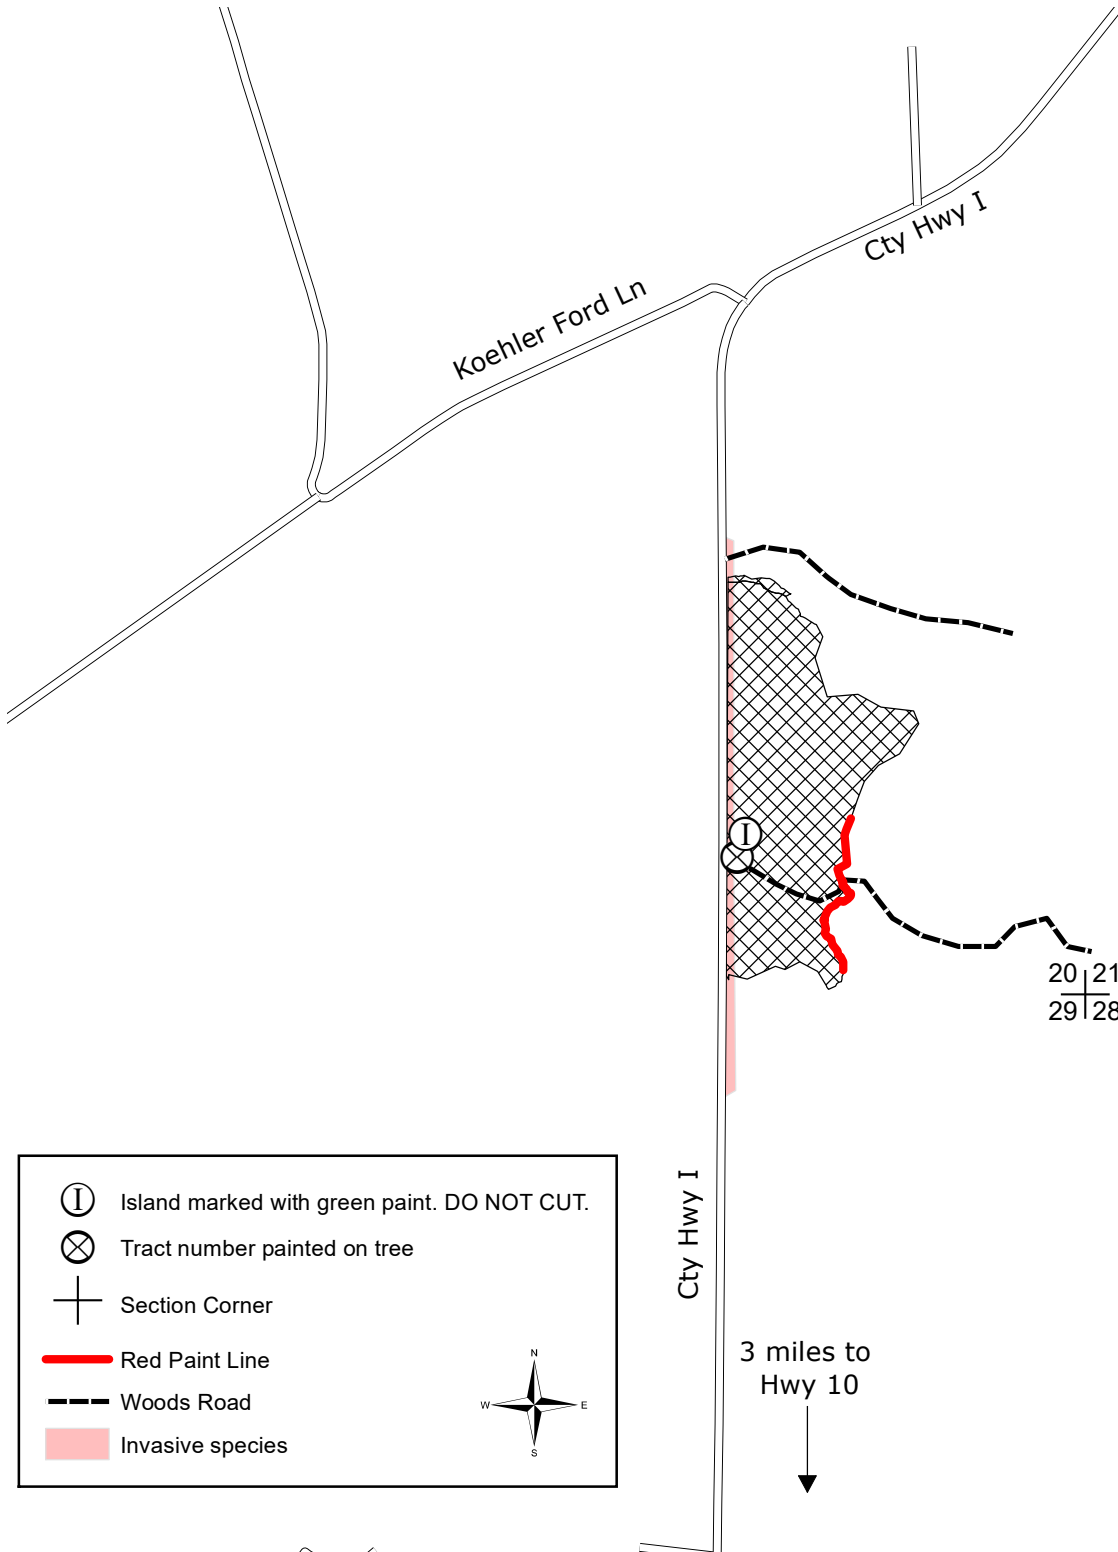 Cty Hwy I
Koehler Ford Ln
I
20 21
29 28
Cty Hwy I
I Island marked with green paint. DO NOT CUT.
Tract number painted on tree
Section Corner
Red Paint Line
Woods Road
Invasive species
N
W E
S
3 miles to
Hwy 10